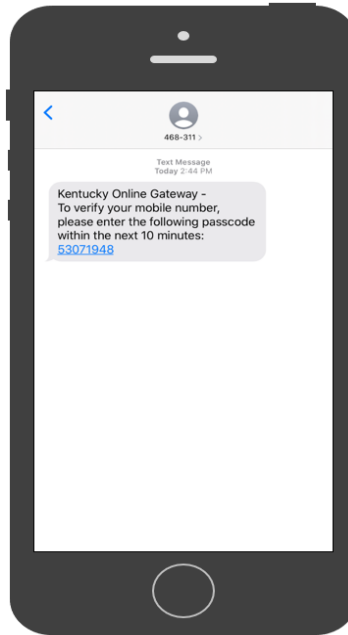 468-311 >
Text Message
Today 2:44 PM
Kentucky Online Gateway -
To verify your mobile number,
please enter the following passcode
within the next 10 minutes:
53071948